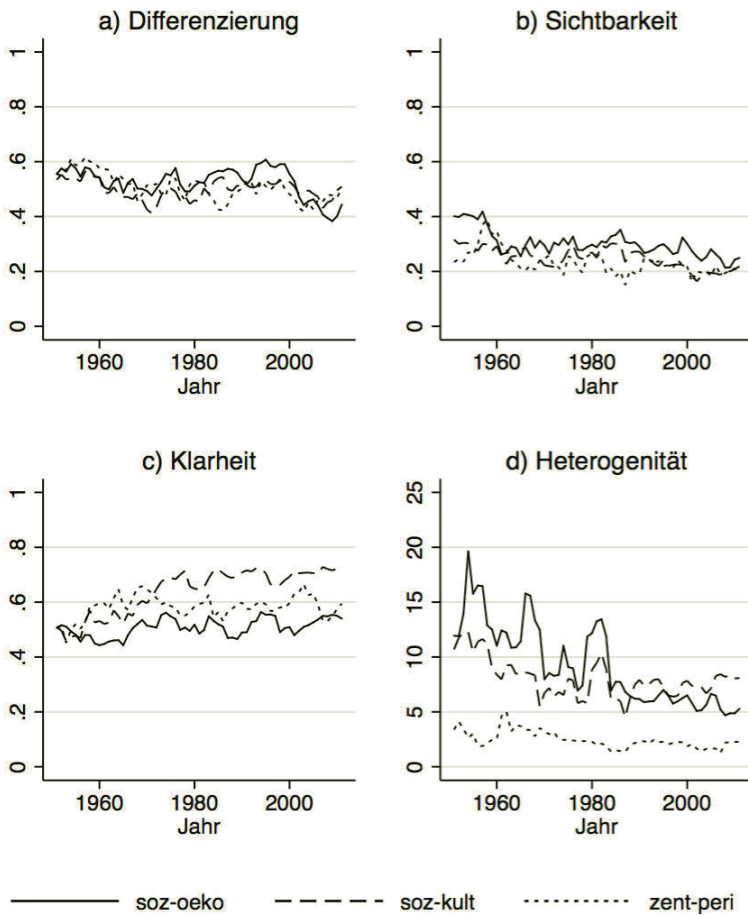 a) Differenzierung
1
.8
.6
.4
.2
0
1960 1980 2000
Jahr
b) Sichtbarkeit
1
.8
.6
.4
.2
0
1960 1980 2000
Jahr
c) Klarheit
1
.8
.6
.4
.2
0
1960 1980 2000
Jahr
d) Heterogenität
25
20
15
10
5
0
1960 1980 2000
Jahr
soz-oeko soz-kult zent-peri